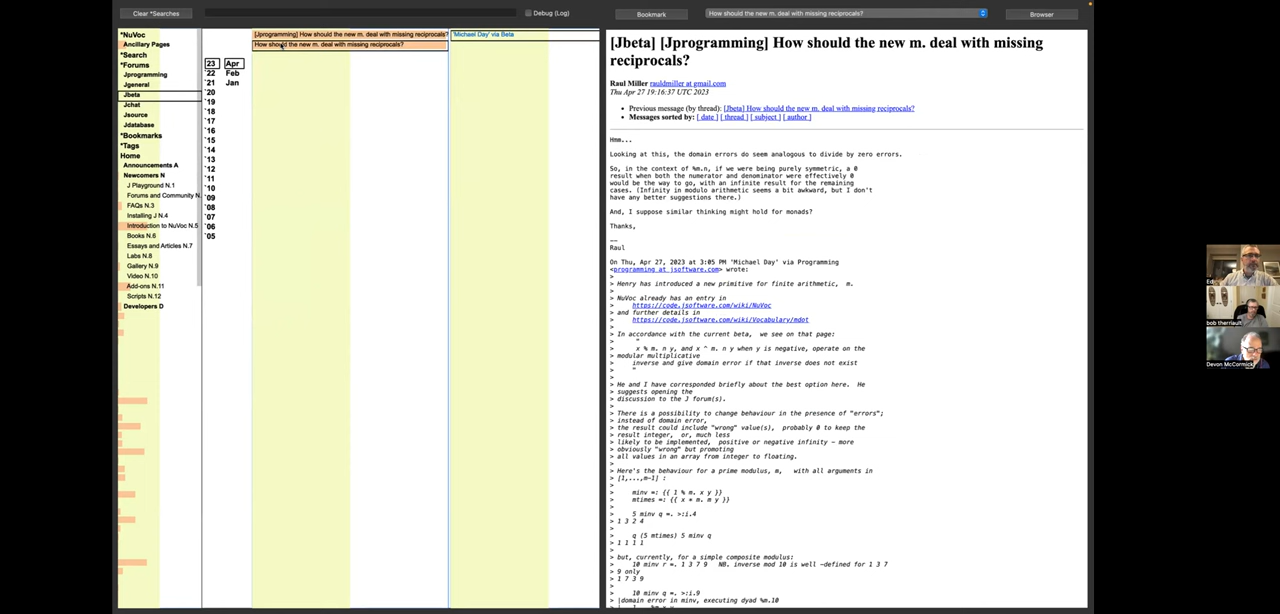 Clear *Searches
Debug (Log)
Bookmark
How should the new m. deal with missing reciprocals?
Browser
*NuVoc
Ancillary Pages
*Search
*Forums
Jprogramming
Jgeneral
Jbeta
Jchat
Jsource
Jdatabase
*Bookmarks
*Tags
Home
Announcements A
Newcomers N
J Playground N.1
Forums and Community N.
FAQs N.3
Installing J N.4
Introduction to NuVoc N.5
Books N.6
Essays and Articles N.7
Labs N.8
Gallery N.9
Video N.10
Add-ons N.11
Scripts N.12
Developers D
23
'22
'21
'20
'19
'18
'17
'16
'15
'14
'13
'12
'11
'10
'09
'08
'07
'06
'05
Apr
Feb
Jan
[Jprogramming] How should the new m. deal with missing reciprocals?
How should the new m. deal with missing reciprocals?
'Michael Day' via Beta
[Jbeta] [Jprogramming] How should the new m. deal with missing
reciprocals?
Raul Miller rauldmiller at gmail.com
Thu Apr 27 19:16:37 UTC 2023
• Previous message (by thread): [Jbeta] How should the new m. deal with missing reciprocals?
• Messages sorted by: [ date ] [ thread ] [ subject ] [ author ]
Hmm...
Looking at this, the domain errors do seem analogous to divide by zero errors.
So, in the context of %m.n, if we were being purely symmetric, a 0
result when both the numerator and denominator were effectively 0
would be the way to go, with an infinite result for the remaining
cases. (Infinity in modulo arithmetic seems a bit awkward, but I don't
have any better suggestions there.)
And, I suppose similar thinking might hold for monads?
Thanks,
--
Raul
On Thu, Apr 27, 2023 at 3:05 PM 'Michael Day' via Programming
<programming at jsoftware.com> wrote:
>
> Henry has introduced a new primitive for finite arithmetic, m.
>
> NuVoc already has an entry in
> https://code.jsoftware.com/wiki/NuVoc
> and further details in
> https://code.jsoftware.com/wiki/Vocabulary/mdot
>
> In accordance with the current beta, we see on that page:
> "
> x % m. n y, and x ^ m. n y when y is negative, operate on the
> modular multiplicative
> inverse and give domain error if that inverse does not exist
> "
>
> He and I have corresponded briefly about the best option here. He
> suggests opening the
> discussion to the J forum(s).
>
> There is a possibility to change behaviour in the presence of "errors";
> instead of domain error,
> the result could include "wrong" value(s), probably 0 to keep the
> result integer, or, much less
> likely to be implemented, positive or negative infinity - more
> obviously "wrong" but promoting
> all values in an array from integer to floating.
>
> Here's the behaviour for a prime modulus, m, with all arguments in
> [1,...,m-1] :
>
> minv =: {{ 1 % m. x y }}
> mtimes =: {{ x * m. m y }}
>
> 5 minv q =. >:i.4
> 1 3 2 4
>
> q (5 mtimes) 5 minv q
> 1 1 1 1
>
> but, currently, for a simple composite modulus:
> 10 minv r =. 1 3 7 9 NB. inverse mod 10 is well -defined for 1 3 7
> 9 only
> 1 7 3 9
>
> 10 minv q =. >:i.9
> |domain error in minv, executing dyad %m.10
bob therriault
Devon McCormick